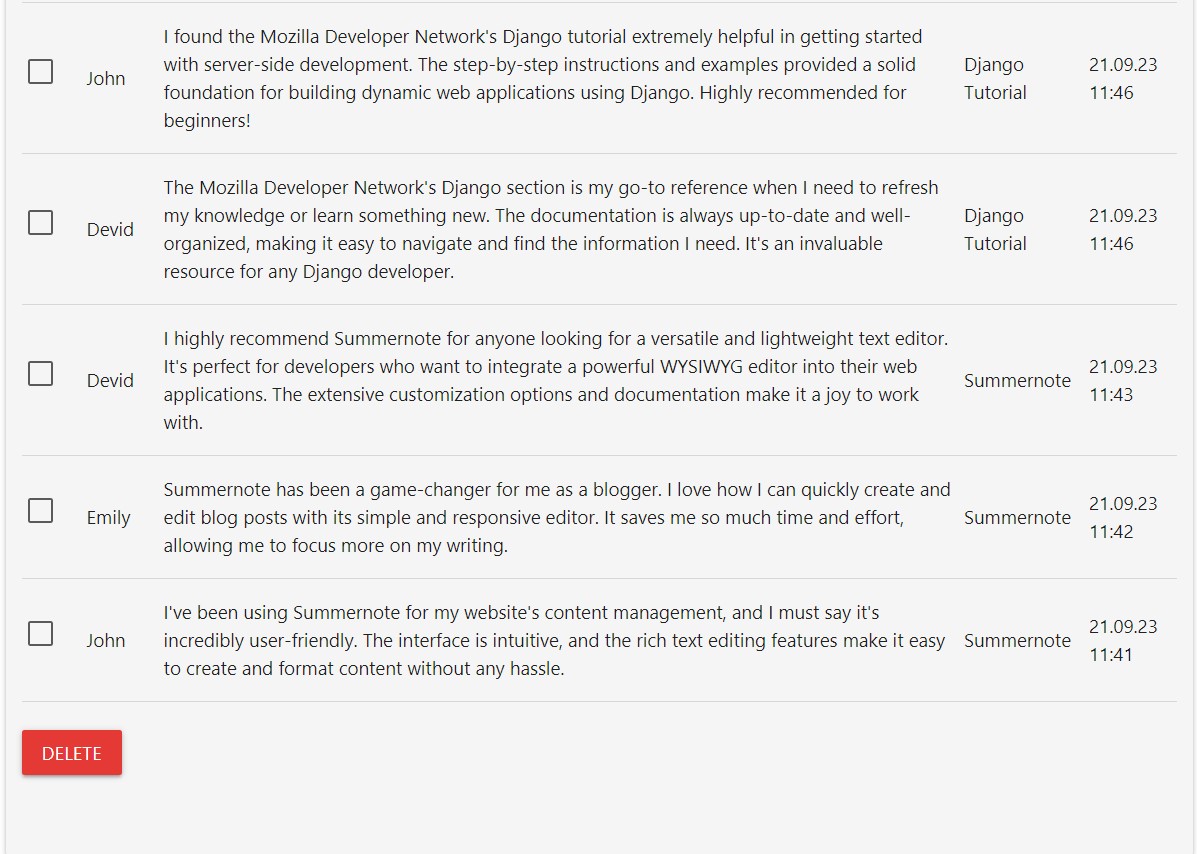 I found the Mozilla Developer Network's Django tutorial extremely helpful in getting started
with server-side development. The step-by-step instructions and examples provided a solid
foundation for building dynamic web applications using Django. Highly recommended for
beginners!
John
Django
Tutorial
21.09.23
11:46
The Mozilla Developer Network's Django section is my go-to reference when I need to refresh
my knowledge or learn something new. The documentation is always up-to-date and well-
organized, making it easy to navigate and find the information I need. It's an invaluable
resource for any Django developer.
Devid
Django
Tutorial
21.09.23
11:46
I highly recommend Summernote for anyone looking for a versatile and lightweight text editor.
It's perfect for developers who want to integrate a powerful WYSIWYG editor into their web
applications. The extensive customization options and documentation make it a joy to work
with.
Devid
Summernote
21.09.23
11:43
Summernote has been a game-changer for me as a blogger. I love how I can quickly create and
edit blog posts with its simple and responsive editor. It saves me so much time and effort,
allowing me to focus more on my writing.
Emily
Summernote
21.09.23
11:42
I've been using Summernote for my website's content management, and I must say it's
incredibly user-friendly. The interface is intuitive, and the rich text editing features make it easy
to create and format content without any hassle.
John
Summernote
21.09.23
11:41
DELETE